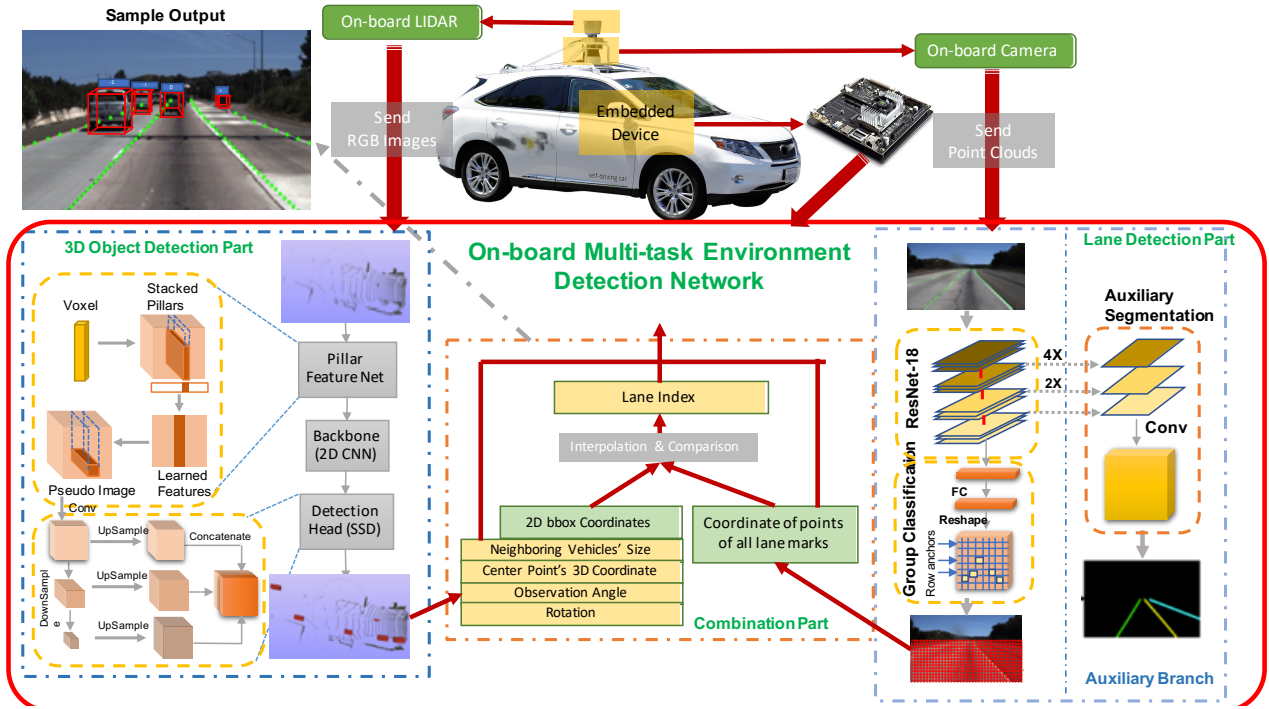 Sample Output
On-board LIDAR
On-board Camera
Send
RGB Images
Embedded
Device
Send
Point Clouds
self-driving car
3D Object Detection Part
On-board Multi-task Environment
Detection Network
Lane Detection Part
Voxel
Stacked
Pillars
Learned
Features
Pseudo Image
Conv
UpSample
Concatenate
DownSampl
e
UpSample
UpSample
Pillar
Feature Net
Backbone
(2D CNN)
Detection
Head (SSD)
Lane Index
Interpolation & Comparison
2D bbox Coordinates
Neighboring Vehicles' Size
Center Point's 3D Coordinate
Observation Angle
Rotation
Coordinate of points
of all lane marks
Combination Part
ResNet-18
4X
2X
Group Classification
FC
Reshape
Row anchors
Auxiliary
Segmentation
Conv
Auxiliary Branch